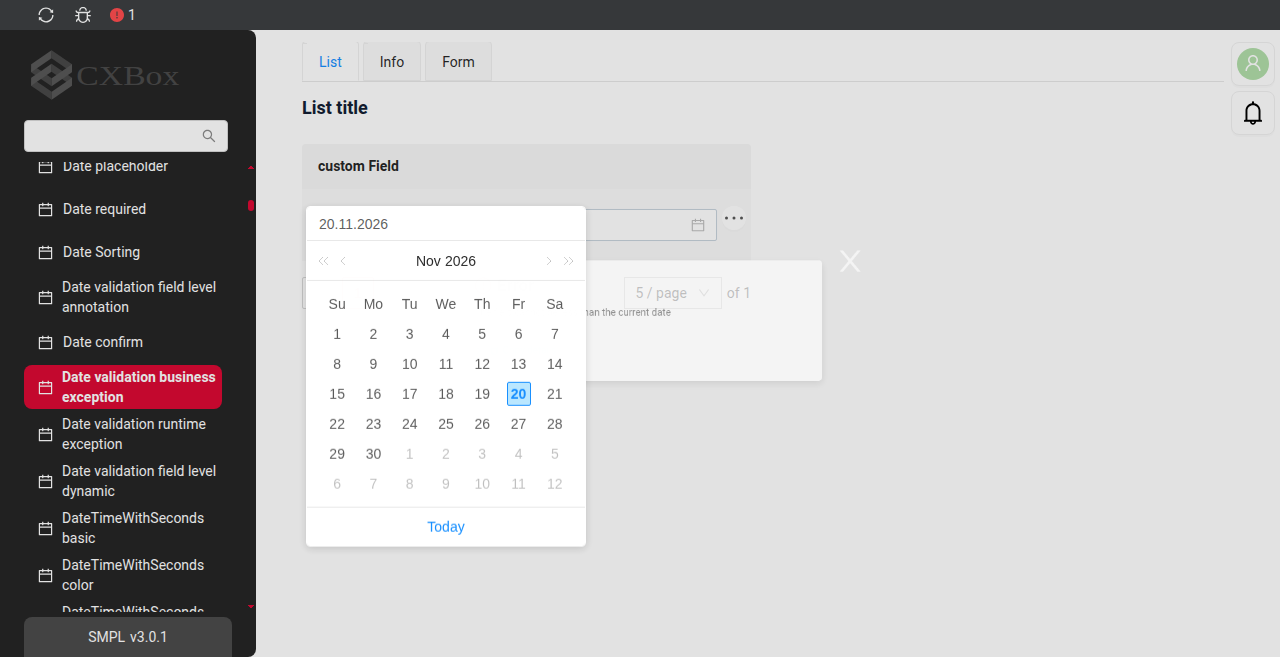 1
CXBox
Date placeholder
Date required
Date Sorting
Date validation field level
annotation
Date confirm
Date validation business
exception
Date validation runtime
exception
Date validation field level
dynamic
DateTimeWithSeconds
basic
DateTimeWithSeconds
color
DateTimeWithSeconds
SMPL v3.0.1
List
Info
Form
List title
custom Field
20.11.2026
Nov 2026
Su Mo Tu We Th Fr Sa
1 2 3 4 5 6 7
8 9 10 11 12 13 14
15 16 17 18 19 20 21
22 23 24 25 26 27 28
29 30 1 2 3 4 5
6 7 8 9 10 11 12
Today
5 / page
of 1
than the current date